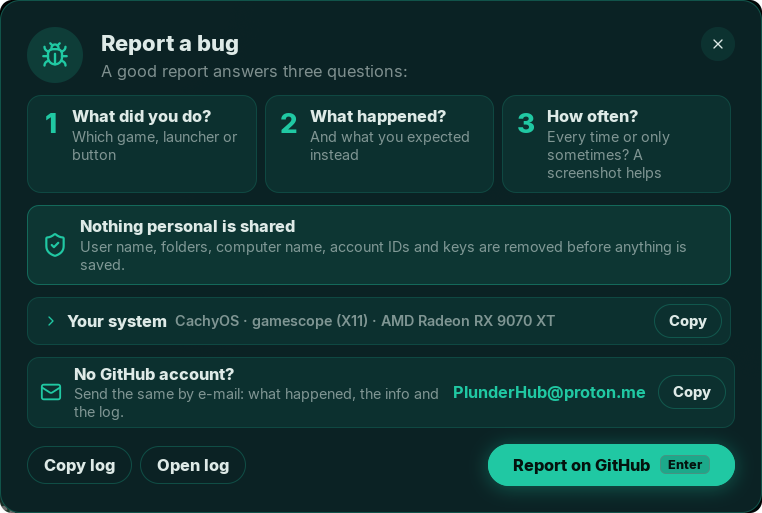 Report a bug
A good report answers three questions:
1 What did you do?
Which game, launcher or
button
2 What happened?
And what you expected
instead
3 How often?
Every time or only
sometimes? A
screenshot helps
Nothing personal is shared
User name, folders, computer name, account IDs and keys are removed before anything is
saved.
Your system CachyOS · gamescope (X11) · AMD Radeon RX 9070 XT Copy
No GitHub account?
Send the same by e-mail: what happened, the info and
the log.
PlunderHub@proton.me Copy
Copy log Open log Report on GitHub Enter